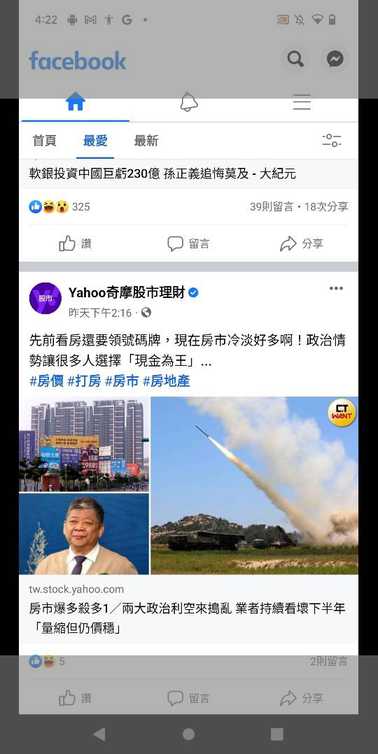 4:22
facebook
首頁 最愛 最新
軟銀投資中國巨虧230億 孫正義追悔莫及 - 大紀元
325 39則留言・18次分享
讚 留言 分享
股市
Yahoo奇摩股市理財
昨天下午2:16
先前看房還要領號碼牌，現在房市冷淡好多啊！政治情
勢讓很多人選擇「現金為王」...
#房價 #打房 #房市 #房地產
CT
WANT
tw.stock.yahoo.com
房市爆多殺多1／兩大政治利空來搗亂 業者持續看壞下半年
「量縮但仍價穩」
5 2則留言
讚 留言 分享